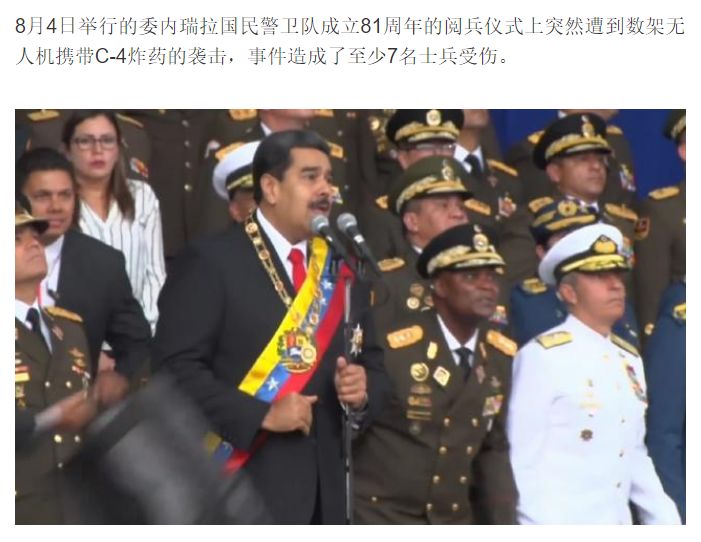 8月4日举行的委内瑞拉国民警卫队成立81周年的阅兵仪式上突然遭到数架无
人机携带C-4炸药的袭击，事件造成了至少7名士兵受伤。